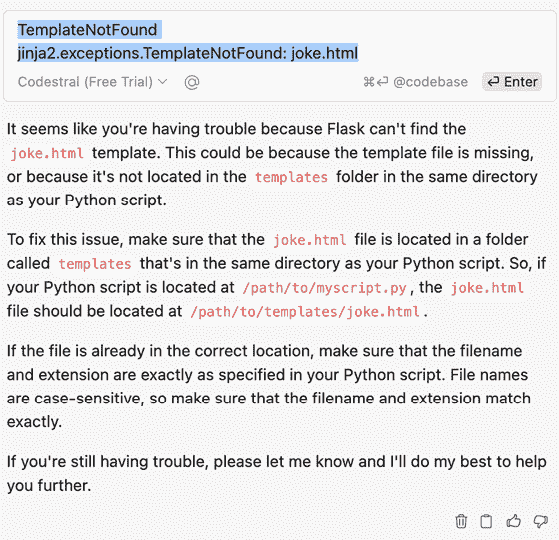 TemplateNotFound
jinja2.exceptions.TemplateNotFound: joke.html
Codestral (Free Trial) @ ⌘⏎ @codebase ⏎ Enter
It seems like you're having trouble because Flask can't find the
joke.html template. This could be because the template file is missing,
or because it's not located in the templates folder in the same directory
as your Python script.
To fix this issue, make sure that the joke.html file is located in a folder
called templates that's in the same directory as your Python script. So, if
your Python script is located at /path/to/myscript.py, the joke.html
file should be located at /path/to/templates/joke.html.
If the file is already in the correct location, make sure that the filename
and extension are exactly as specified in your Python script. File names
are case-sensitive, so make sure that the filename and extension match
exactly.
If you're still having trouble, please let me know and I'll do my best to help
you further.